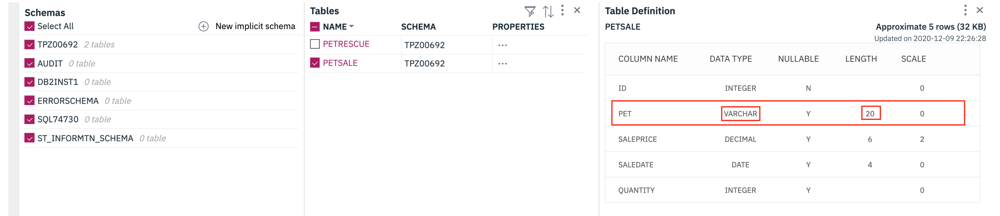 Schemas
Select All
New implicit schema
TPZ00692 2 tables
AUDIT 0 table
DB2INST1 0 table
ERRORSCHEMA 0 table
SQL74730 0 table
ST_INFORMTN_SCHEMA 0 table
Tables
NAME SCHEMA PROPERTIES
PETRESCUE TPZ00692 ...
PETSALE TPZ00692 ...
Table Definition
PETSALE Approximate 5 rows (32 KB)
Updated on 2020-12-09 22:26:28
COLUMN NAME DATA TYPE NULLABLE LENGTH SCALE
ID INTEGER N 0
PET VARCHAR Y 20 0
SALEPRICE DECIMAL Y 6 2
SALEDATE DATE Y 4 0
QUANTITY INTEGER Y 0